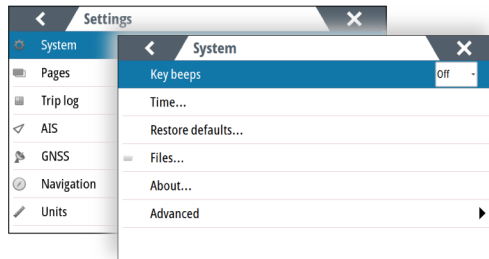 Settings
System
Pages
Trip log
AIS
GNSS
Navigation
Units
System
Key beeps
Off
Time...
Restore defaults...
Files...
About...
Advanced